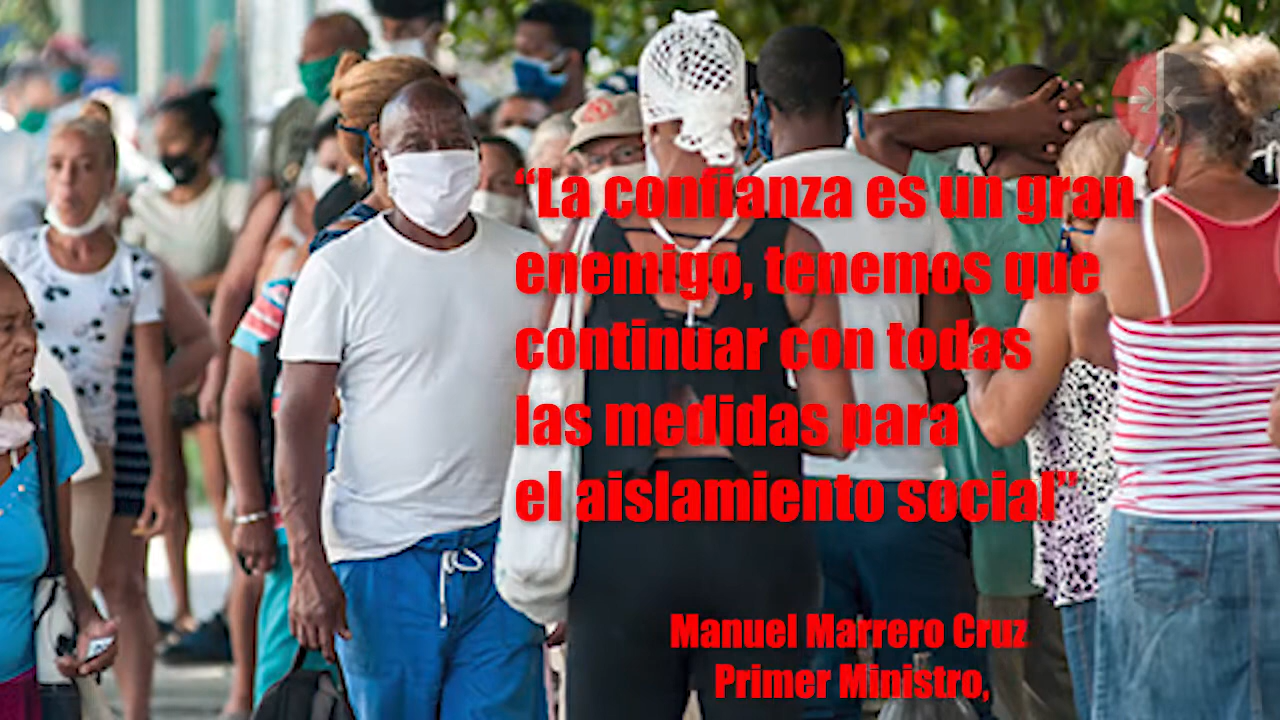 “La confianza es un gran
enemigo, tenemos que
continuar con todas
las medidas para
el aislamiento social"
Manuel Marrero Cruz
Primer Ministro,